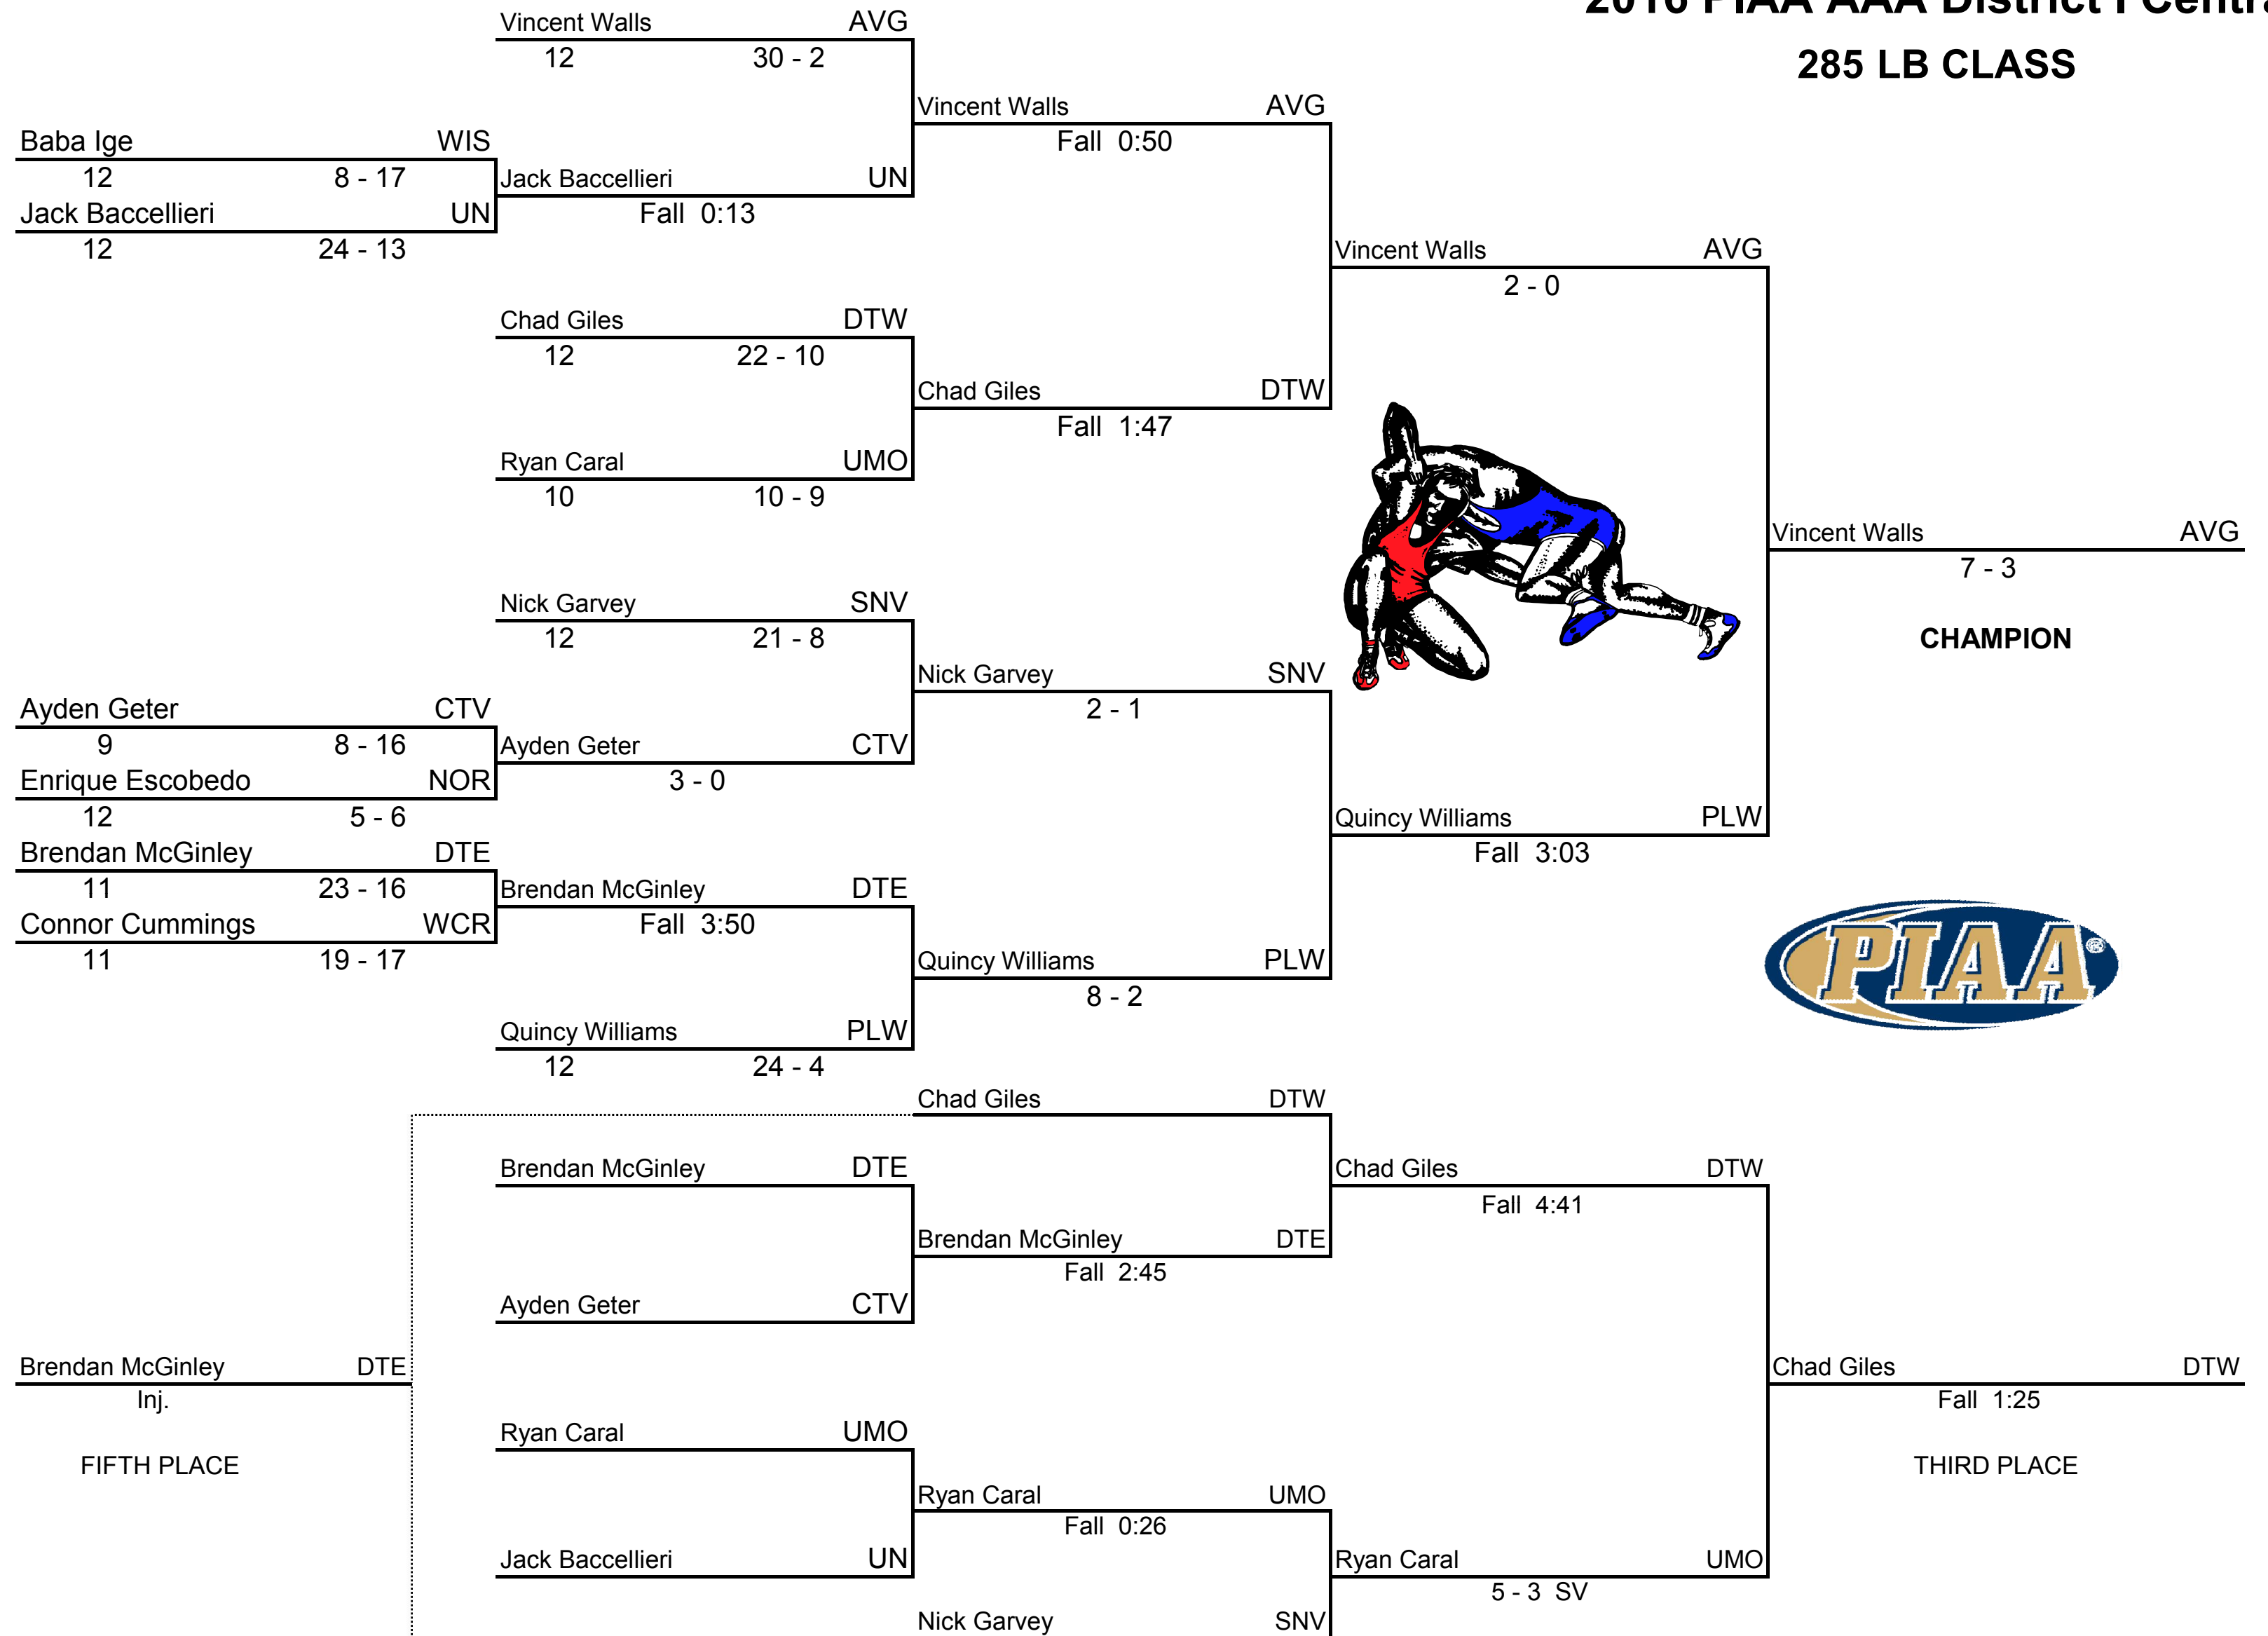 2016 PIAA AAA District I Centra
285 LB CLASS
Vincent Walls AVG
12 30 - 2
Vincent Walls AVG
Fall 0:50
Baba Ige WIS
12 8 - 17
Jack Baccellieri UN
Fall 0:13
Jack Baccellieri UN
12 24 - 13
Vincent Walls AVG
2 - 0
Chad Giles DTW
12 22 - 10
Chad Giles DTW
Fall 1:47
Ryan Caral UMO
10 10 - 9
Vincent Walls AVG
7 - 3
CHAMPION
Nick Garvey SNV
12 21 - 8
Nick Garvey SNV
2 - 1
Ayden Geter CTV
9 8 - 16
Ayden Geter CTV
3 - 0
Enrique Escobedo NOR
12 5 - 6
Quincy Williams PLW
Fall 3:03
Brendan McGinley DTE
11 23 - 16
Brendan McGinley DTE
Fall 3:50
Connor Cummings WCR
11 19 - 17
Quincy Williams PLW
8 - 2
PIAA®
Quincy Williams PLW
12 24 - 4
Chad Giles DTW
Brendan McGinley DTE
Chad Giles DTW
Fall 4:41
Brendan McGinley DTE
Fall 2:45
Ayden Geter CTV
Brendan McGinley DTE
Inj.
FIFTH PLACE
Chad Giles DTW
Fall 1:25
THIRD PLACE
Ryan Caral UMO
Ryan Caral UMO
Fall 0:26
Jack Baccellieri UN
Ryan Caral UMO
5 - 3 SV
Nick Garvey SNV